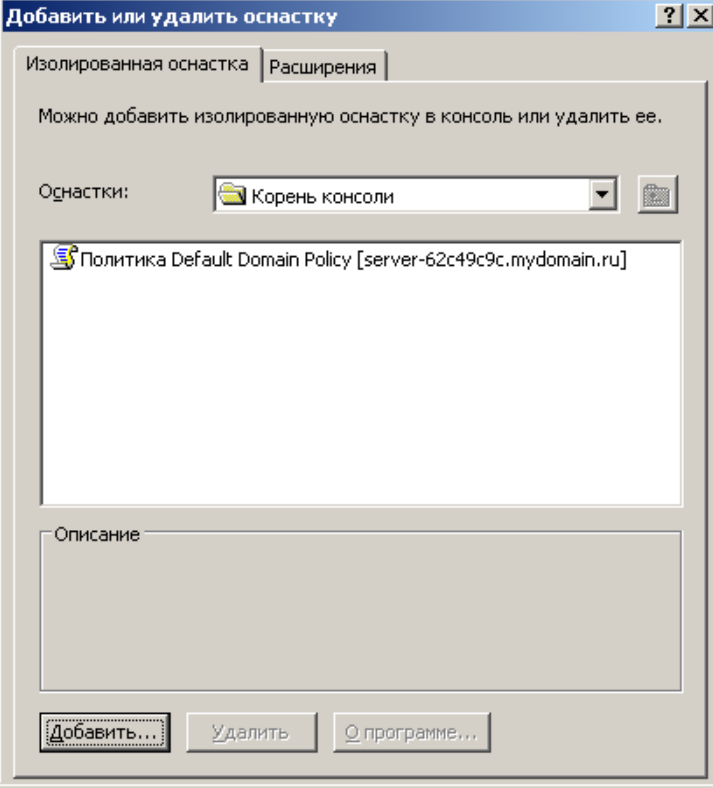 Добавить или удалить оснастку
Изолированная оснастка
Расширения
Можно добавить изолированную оснастку в консоль или удалить ее.
Оснастки:
Корень консоли
Политика Default Domain Policy [server-62c49c9c.mydomain.ru]
Описание
Добавить...
Удалить
О программе...